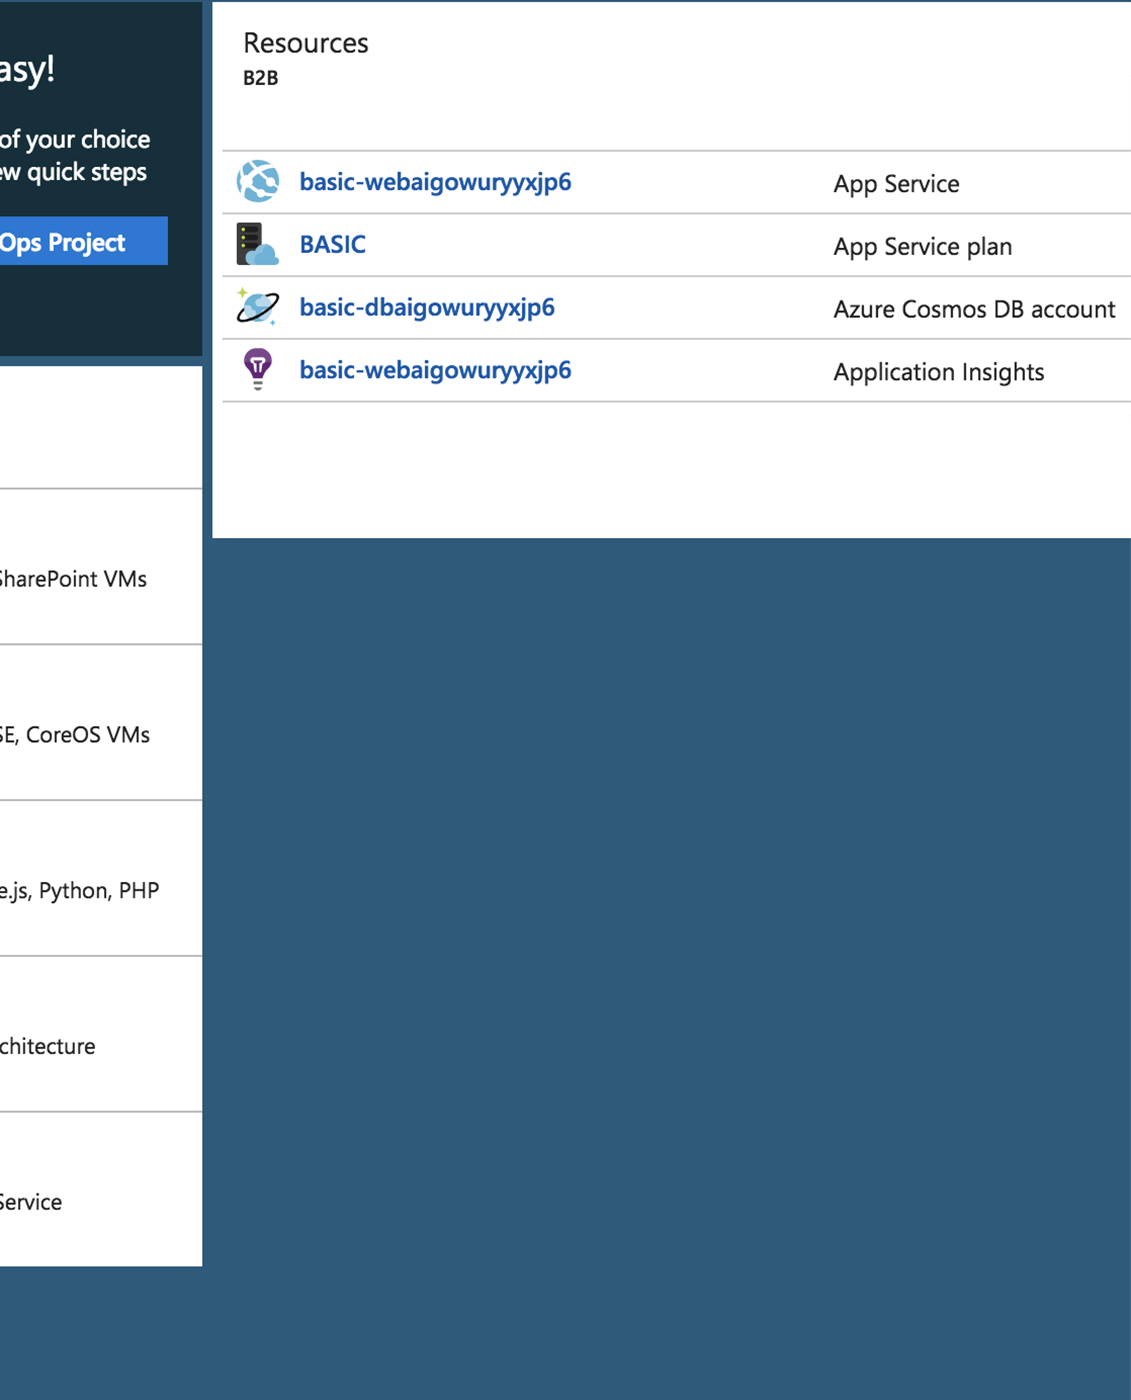 asy!
of your choice
ew quick steps
Ops Project
SharePoint VMs
SE, CoreOS VMs
e.js, Python, PHP
chitecture
Service
Resources
B2B
basic-webaigowuryyxjp6 App Service
BASIC App Service plan
basic-dbaigowuryyxjp6 Azure Cosmos DB account
basic-webaigowuryyxjp6 Application Insights